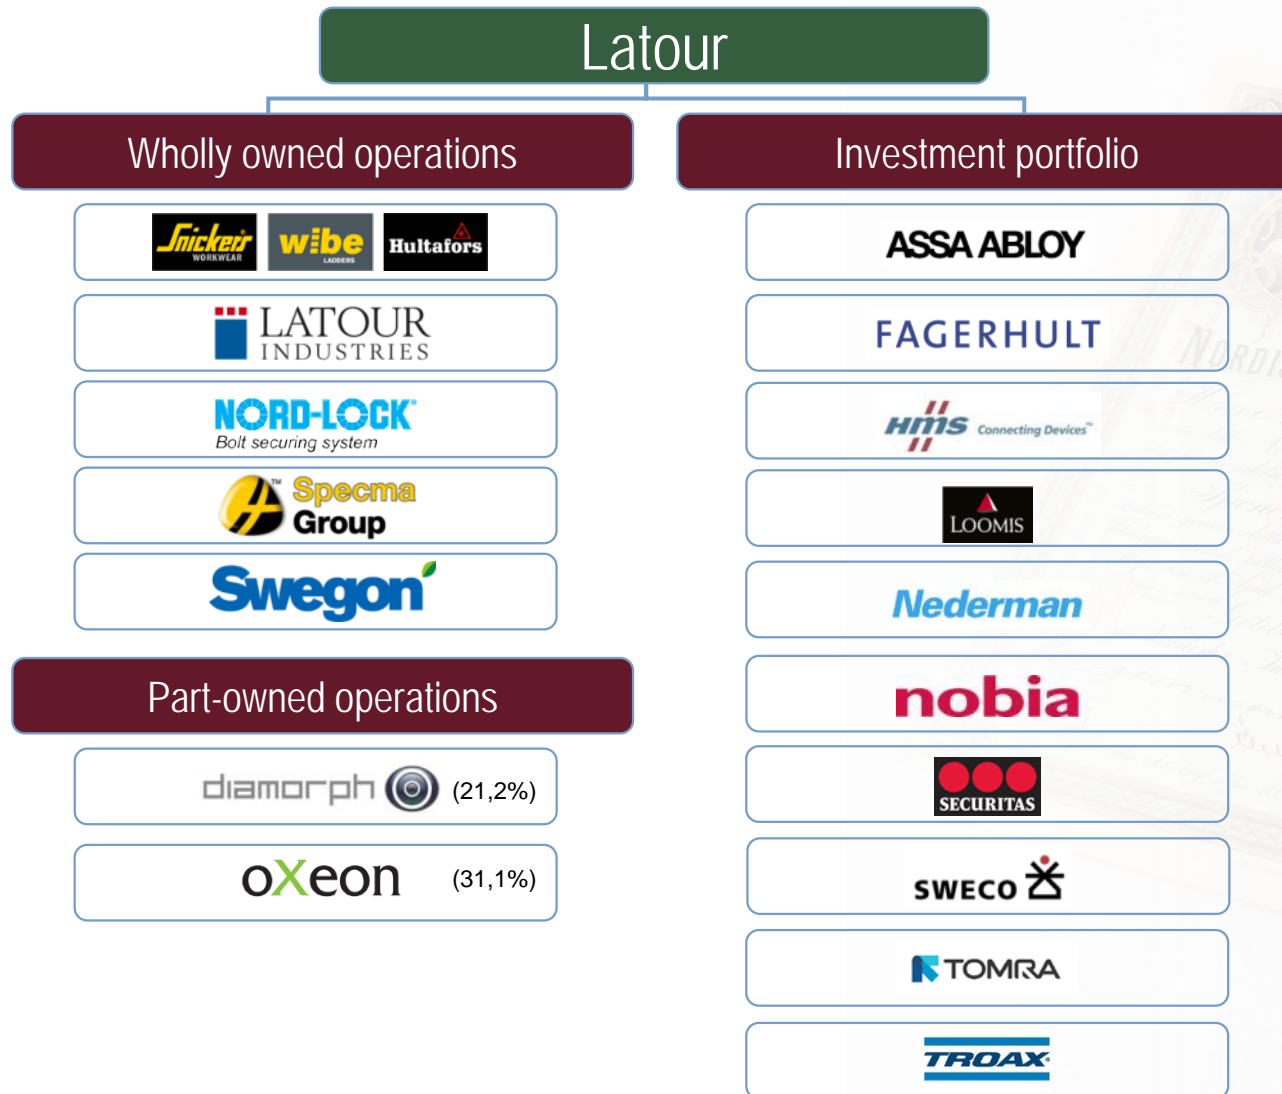 Latour
Wholly owned operations
Snickers
WORKWEAR
wibe
LADDERS
Hultafors
LATOUR
INDUSTRIES
NORD-LOCK®
Bolt securing system
Specma
Group
™
Swegon
Part-owned operations
diamorph (21,2%)
oXeon (31,1%)
Investment portfolio
ASSA ABLOY
FAGERHULT
HMS Connecting Devices™
LOOMIS
Nederman
nobia
SECURITAS
SWECO
TOMRA
TROAX